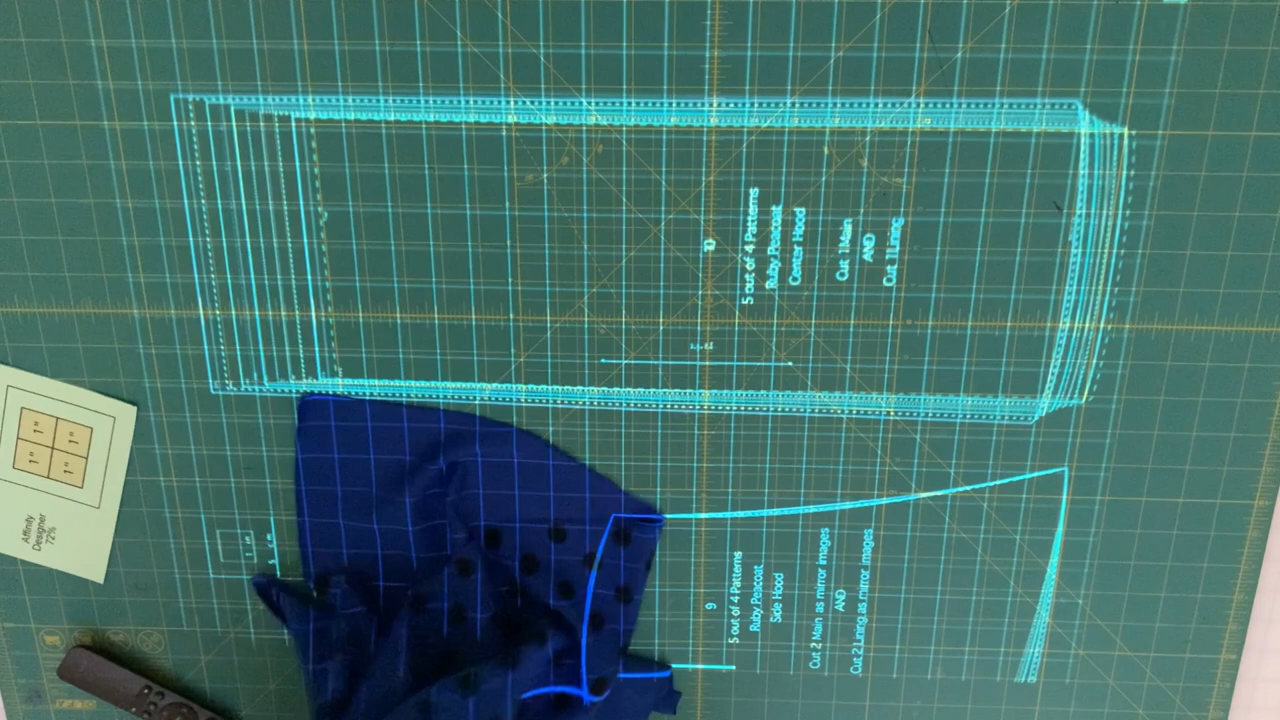 5 out of 4 Patterns
Ruby Peacoat
Center Hood
Cut 1 Main
AND
Cut 1 Lining
9
5 out of 4 Patterns
Ruby Peacoat
Side Hood
Cut 2 Main as mirror images
AND
Cut 2 Lining as mirror images
1"
1"
1"
1"
Affinity
Designer
72%
OLFA